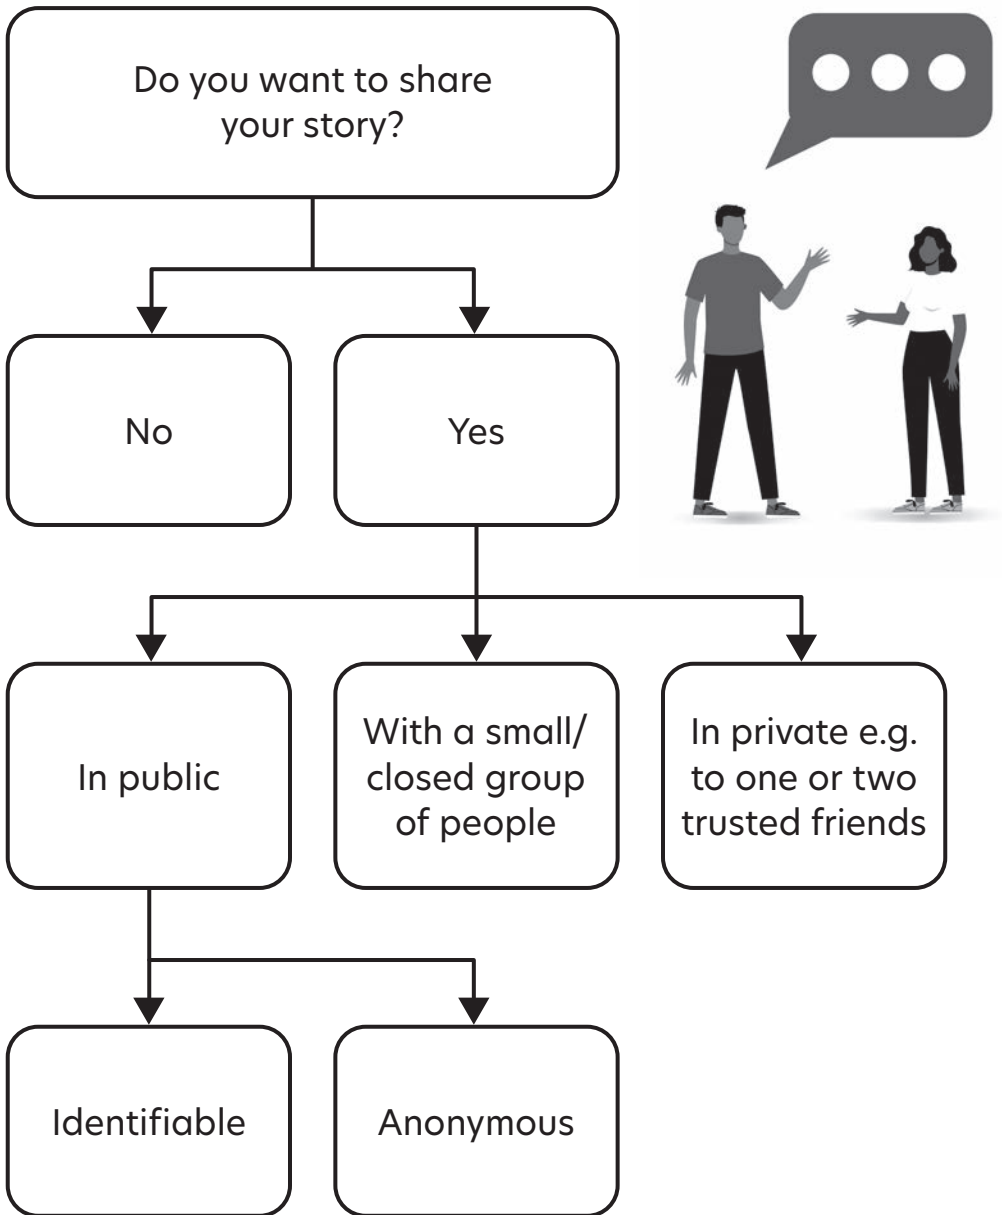 Do you want to share
your story?
No
Yes
In public
With a small/
closed group
of people
In private e.g.
to one or two
trusted friends
Identifiable
Anonymous